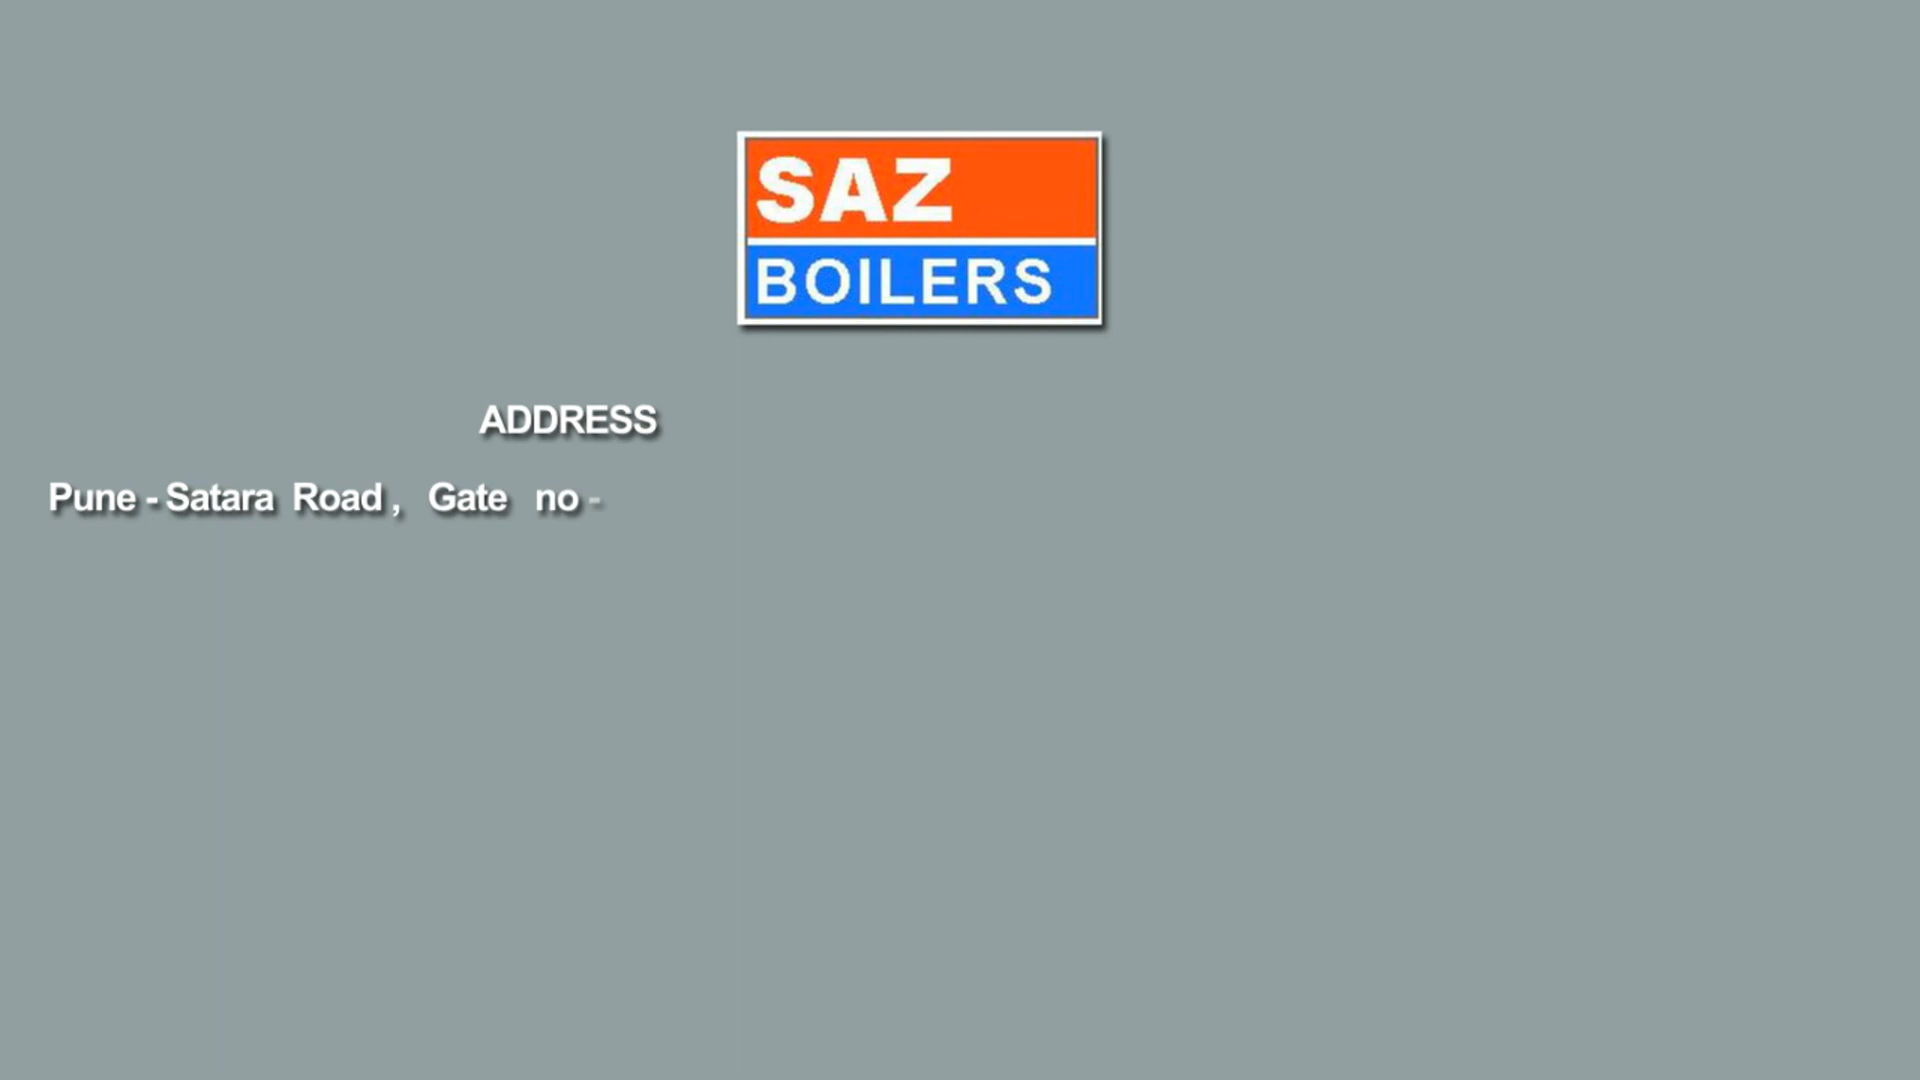 SAZ
BOILERS
ADDRESS
Pune - Satara Road , Gate no -